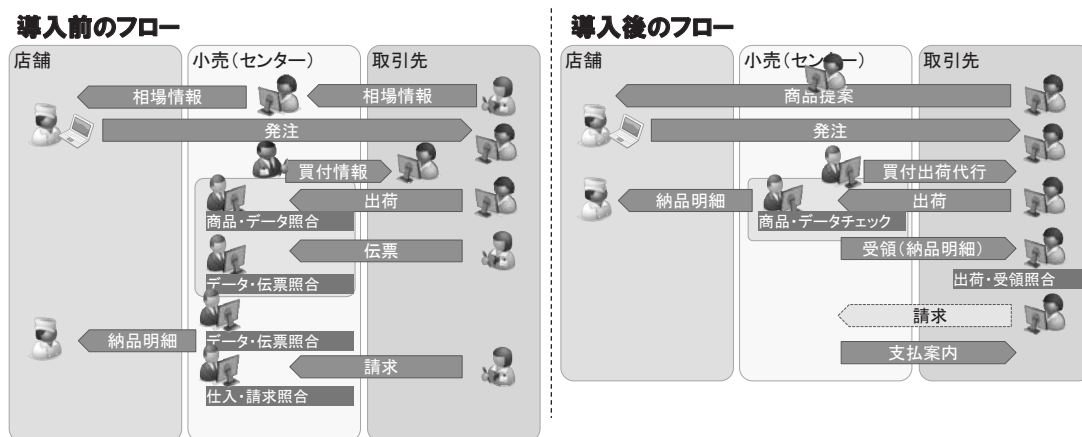 導入前のフロー
店舗
小売(センター)
取引先
相場情報
相場情報
発注
買付情報
出荷
商品・データ照合
伝票
データ・伝票照合
納品明細
データ・伝票照合
請求
仕入・請求照合
導入後のフロー
店舗
小売(センター)
取引先
商品提案
発注
買付出荷代行
納品明細
出荷
商品・データチェック
受領(納品明細)
出荷・受領照合
請求
支払案内